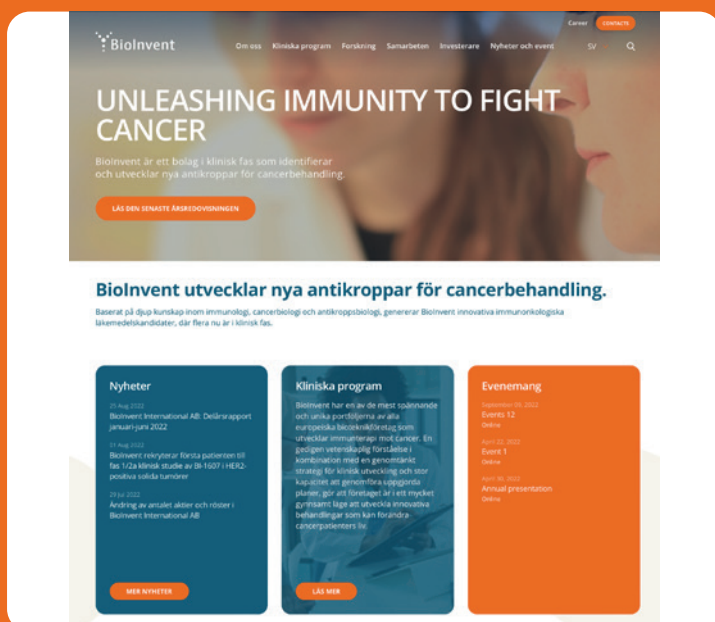 Career CONTACTS
BioInvent Om oss Kliniska program Forskning Samarbeten Investerare Nyheter och event SV
UNLEASHING IMMUNITY TO FIGHT
CANCER
BioInvent är ett bolag i klinisk fas som identifierar
och utvecklar nya antikroppar för cancerbehandling.
LÄS DEN SENASTE ÅRSREDOVISNINGEN
BioInvent utvecklar nya antikroppar för cancerbehandling.
Baserat på djup kunskap inom immunologi, cancerbiologi och antikroppsbiologi, genererar BioInvent innovativa immunonkologiska
läkemedelskandidater, där flera nu är i klinisk fas.
Nyheter
25 Aug 2022
BioInvent International AB: Delårsrapport
januari-juni 2022
01 Aug 2022
BioInvent rekryterar första patienten till
fas 1/2a klinisk studie av BI-1607 i HER2-
positiva solida tumörer
29 Jul 2022
Ändring av antalet aktier och röster i
BioInvent International AB
MER NYHETER
Kliniska program
BioInvent har en av de mest spännande
och unika portföljerna av alla
europeiska bioteknikföretag som
utvecklar immunterapi mot cancer. En
gedigen vetenskaplig förståelse i
kombination med en genomtänkt
strategi för klinisk utveckling och stor
kapacitet att genomföra uppgjorda
planer, gör att företaget är i ett mycket
gynnsamt läge att utveckla innovativa
behandlingar som kan förändra
cancerpatienters liv.
LÄS MER
Evenemang
Events 12
Online
April 22, 2022
Event 1
Online
April 30, 2022
Annual presentation
Online